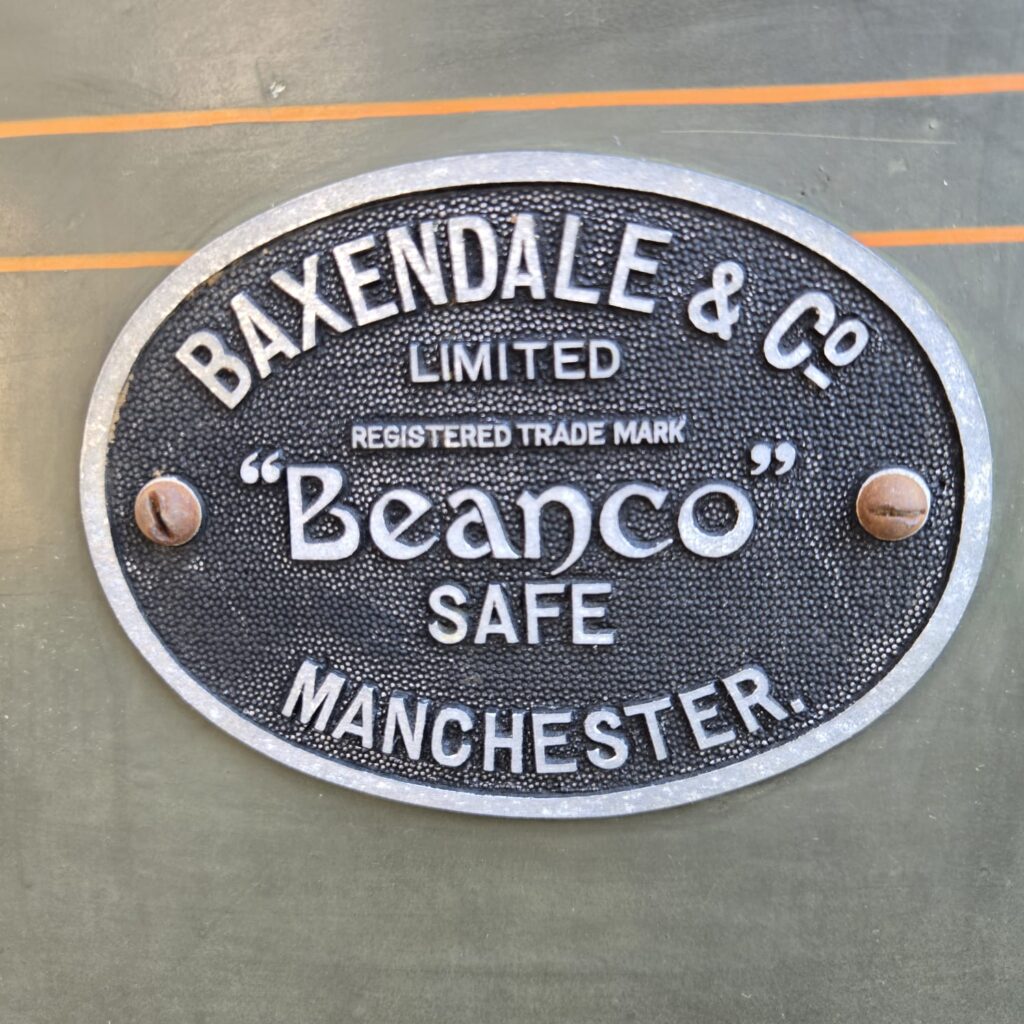 BAXENDALE & Cº
LIMITED
REGISTERED TRADE MARK
“Beanco”
SAFE
MANCHESTER.